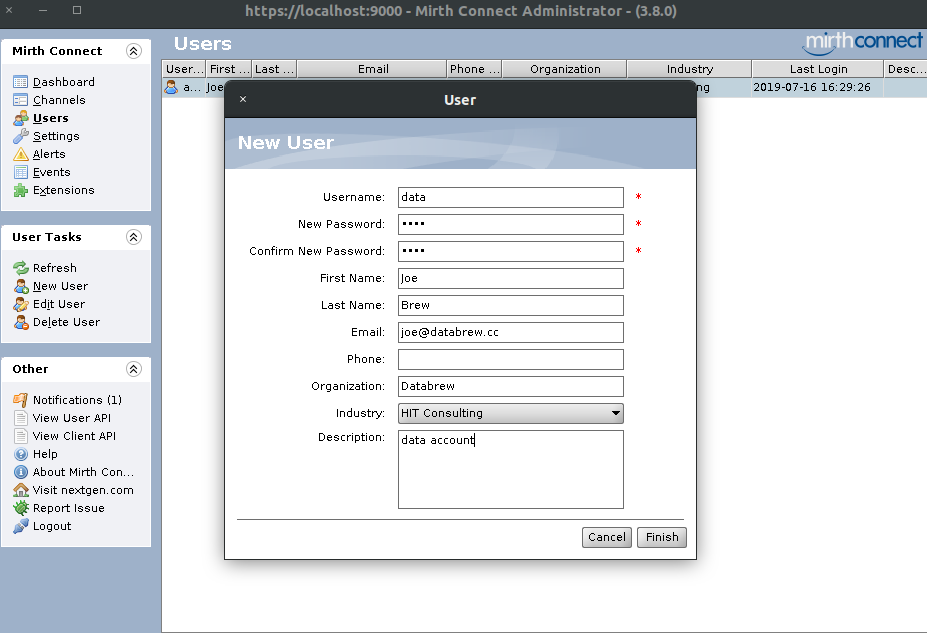 https://localhost:9000 - Mirth Connect Administrator - (3.8.0)
Mirth Connect
Dashboard
Channels
Users
Settings
Alerts
Events
Extensions
User Tasks
Refresh
New User
Edit User
Delete User
Other
Notifications (1)
View User API
View Client API
Help
About Mirth Con...
Visit nextgen.com
Report Issue
Logout
Users
mirthconnect
User... First ... Last ... Email Phone ... Organization Industry Last Login Desc...
a... Joe ng 2019-07-16 16:29:26
User
New User
Username: data *
New Password: •••• *
Confirm New Password: •••• *
First Name: Joe
Last Name: Brew
Email: joe@databrew.cc
Phone:
Organization: Databrew
Industry: HIT Consulting
Description: data account
Cancel Finish